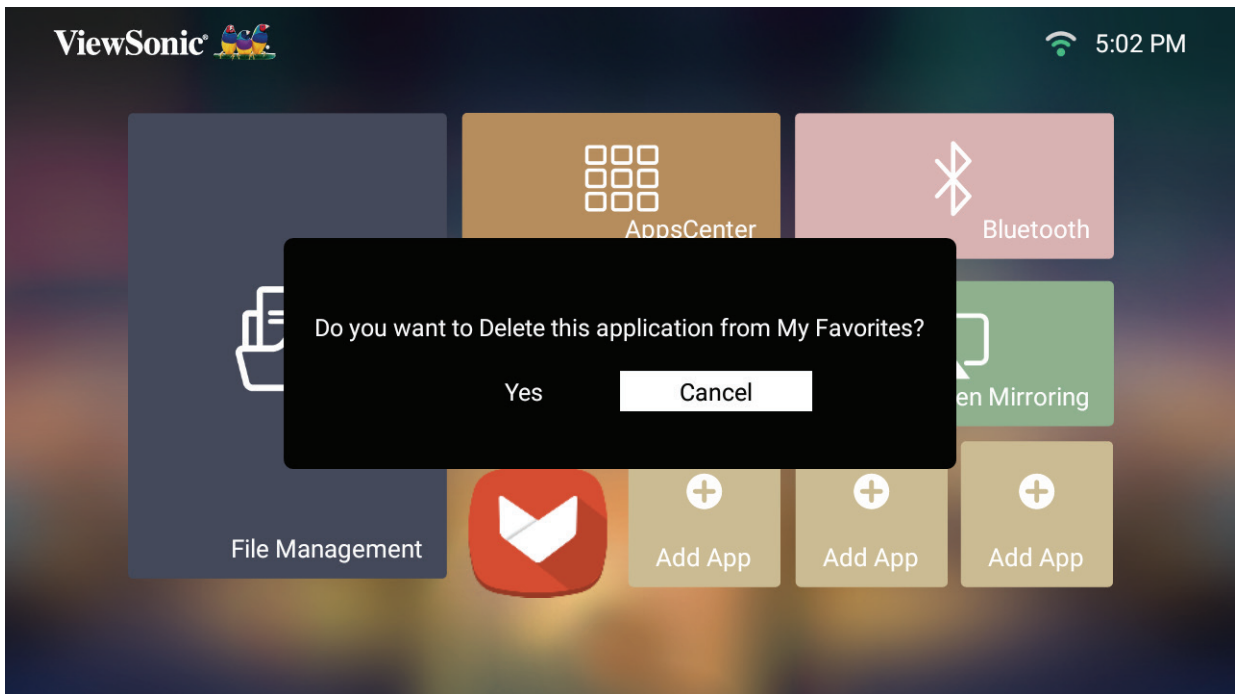 ViewSonic®
5:02 PM
AppsCenter
Bluetooth
Do you want to Delete this application from My Favorites?
Yes
Cancel
en Mirroring
File Management
Add App
Add App
Add App